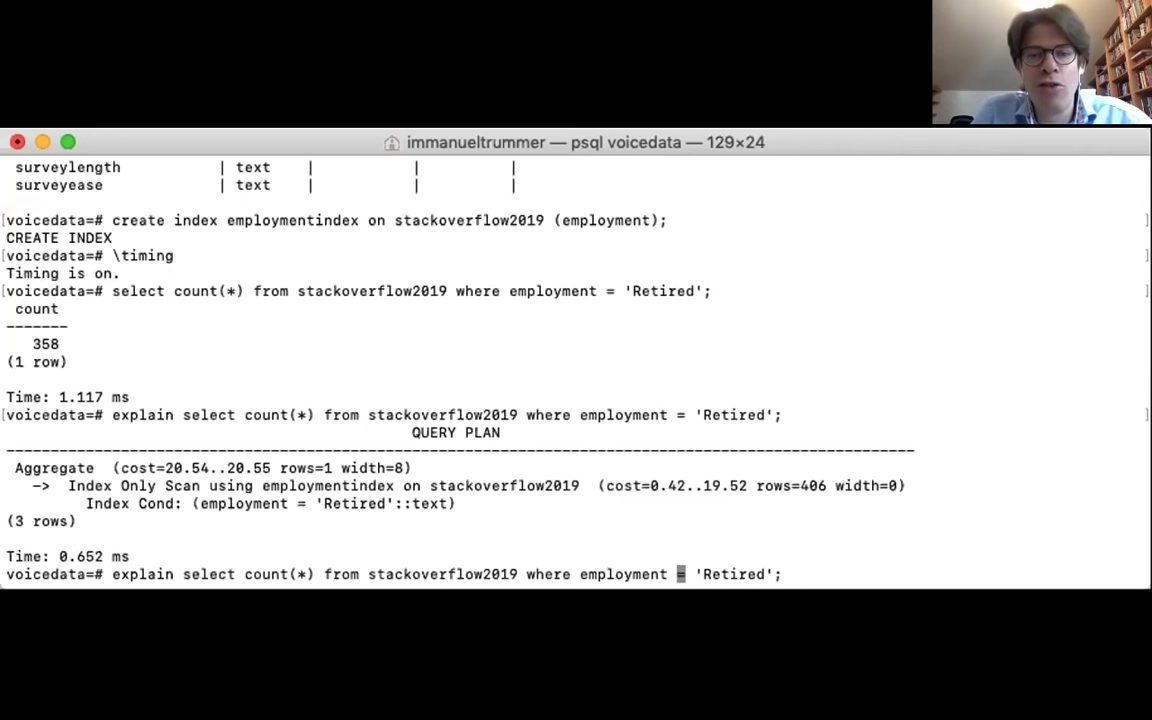 immanueltrummer — psql voicedata — 129×24
surveylength | text | | |
surveyease | text | | |
[voicedata=# create index employmentindex on stackoverflow2019 (employment); ]
CREATE INDEX
[voicedata=# \timing ]
Timing is on.
[voicedata=# select count(*) from stackoverflow2019 where employment = 'Retired'; ]
count
-------
358
(1 row)
Time: 1.117 ms
[voicedata=# explain select count(*) from stackoverflow2019 where employment = 'Retired'; ]
QUERY PLAN
-------------------------------------------------------------------------------------------------------
Aggregate (cost=20.54..20.55 rows=1 width=8)
-> Index Only Scan using employmentindex on stackoverflow2019 (cost=0.42..19.52 rows=406 width=0)
Index Cond: (employment = 'Retired'::text)
(3 rows)
Time: 0.652 ms
voicedata=# explain select count(*) from stackoverflow2019 where employment = 'Retired';